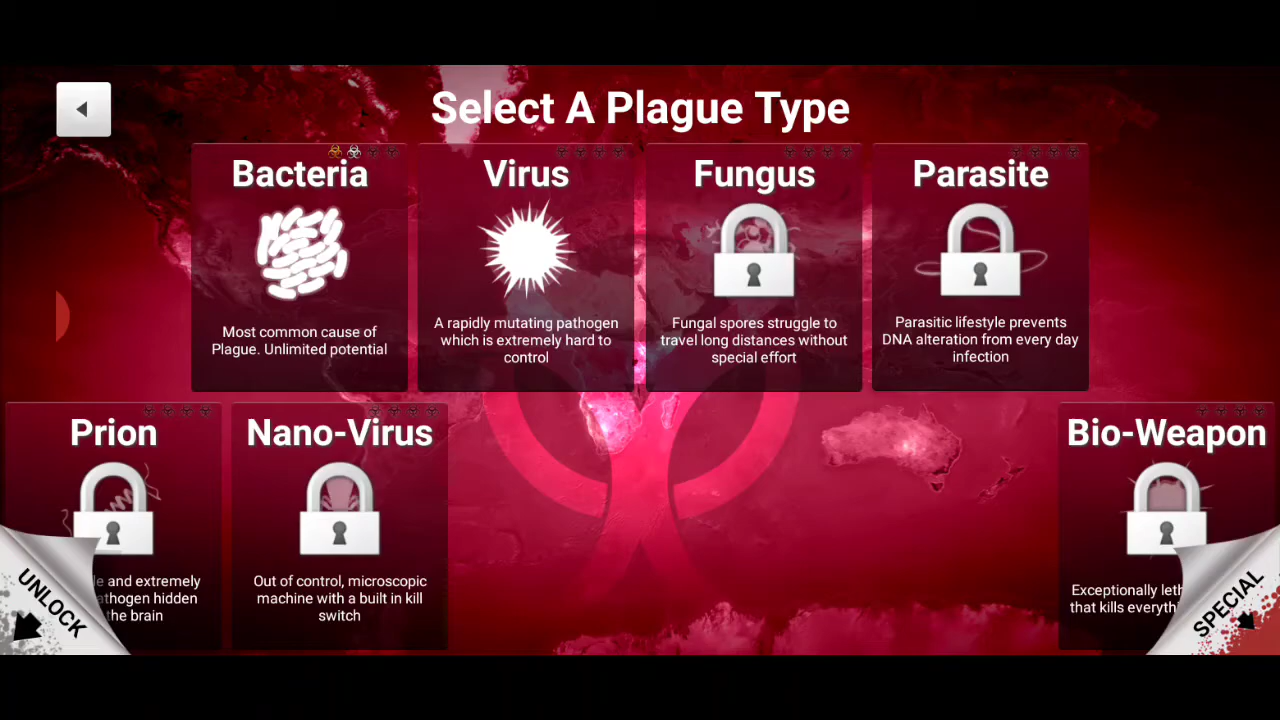 Select A Plague Type
Bacteria
Most common cause of
Plague. Unlimited potential
Virus
A rapidly mutating pathogen
which is extremely hard to
control
Fungus
Fungal spores struggle to
travel long distances without
special effort
Parasite
Parasitic lifestyle prevents
DNA alteration from every day
infection
Prion
and extremely
hidden
the brain
Nano-Virus
Out of control, microscopic
machine with a built in kill
switch
Bio-Weapon
Exceptionally
that kills
UNLOCK
SPECIAL